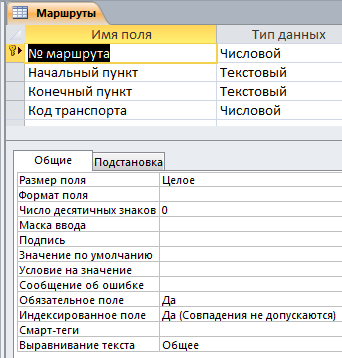 Маршруты
Имя поля Тип данных
№ маршрута Числовой
Начальный пункт Текстовый
Конечный пункт Текстовый
Код транспорта Числовой
Общие Подстановка
Размер поля Целое
Формат поля
Число десятичных знаков 0
Маска ввода
Подпись
Значение по умолчанию
Условие на значение
Сообщение об ошибке
Обязательное поле Да
Индексированное поле Да (Совпадения не допускаются)
Смарт-теги
Выравнивание текста Общее